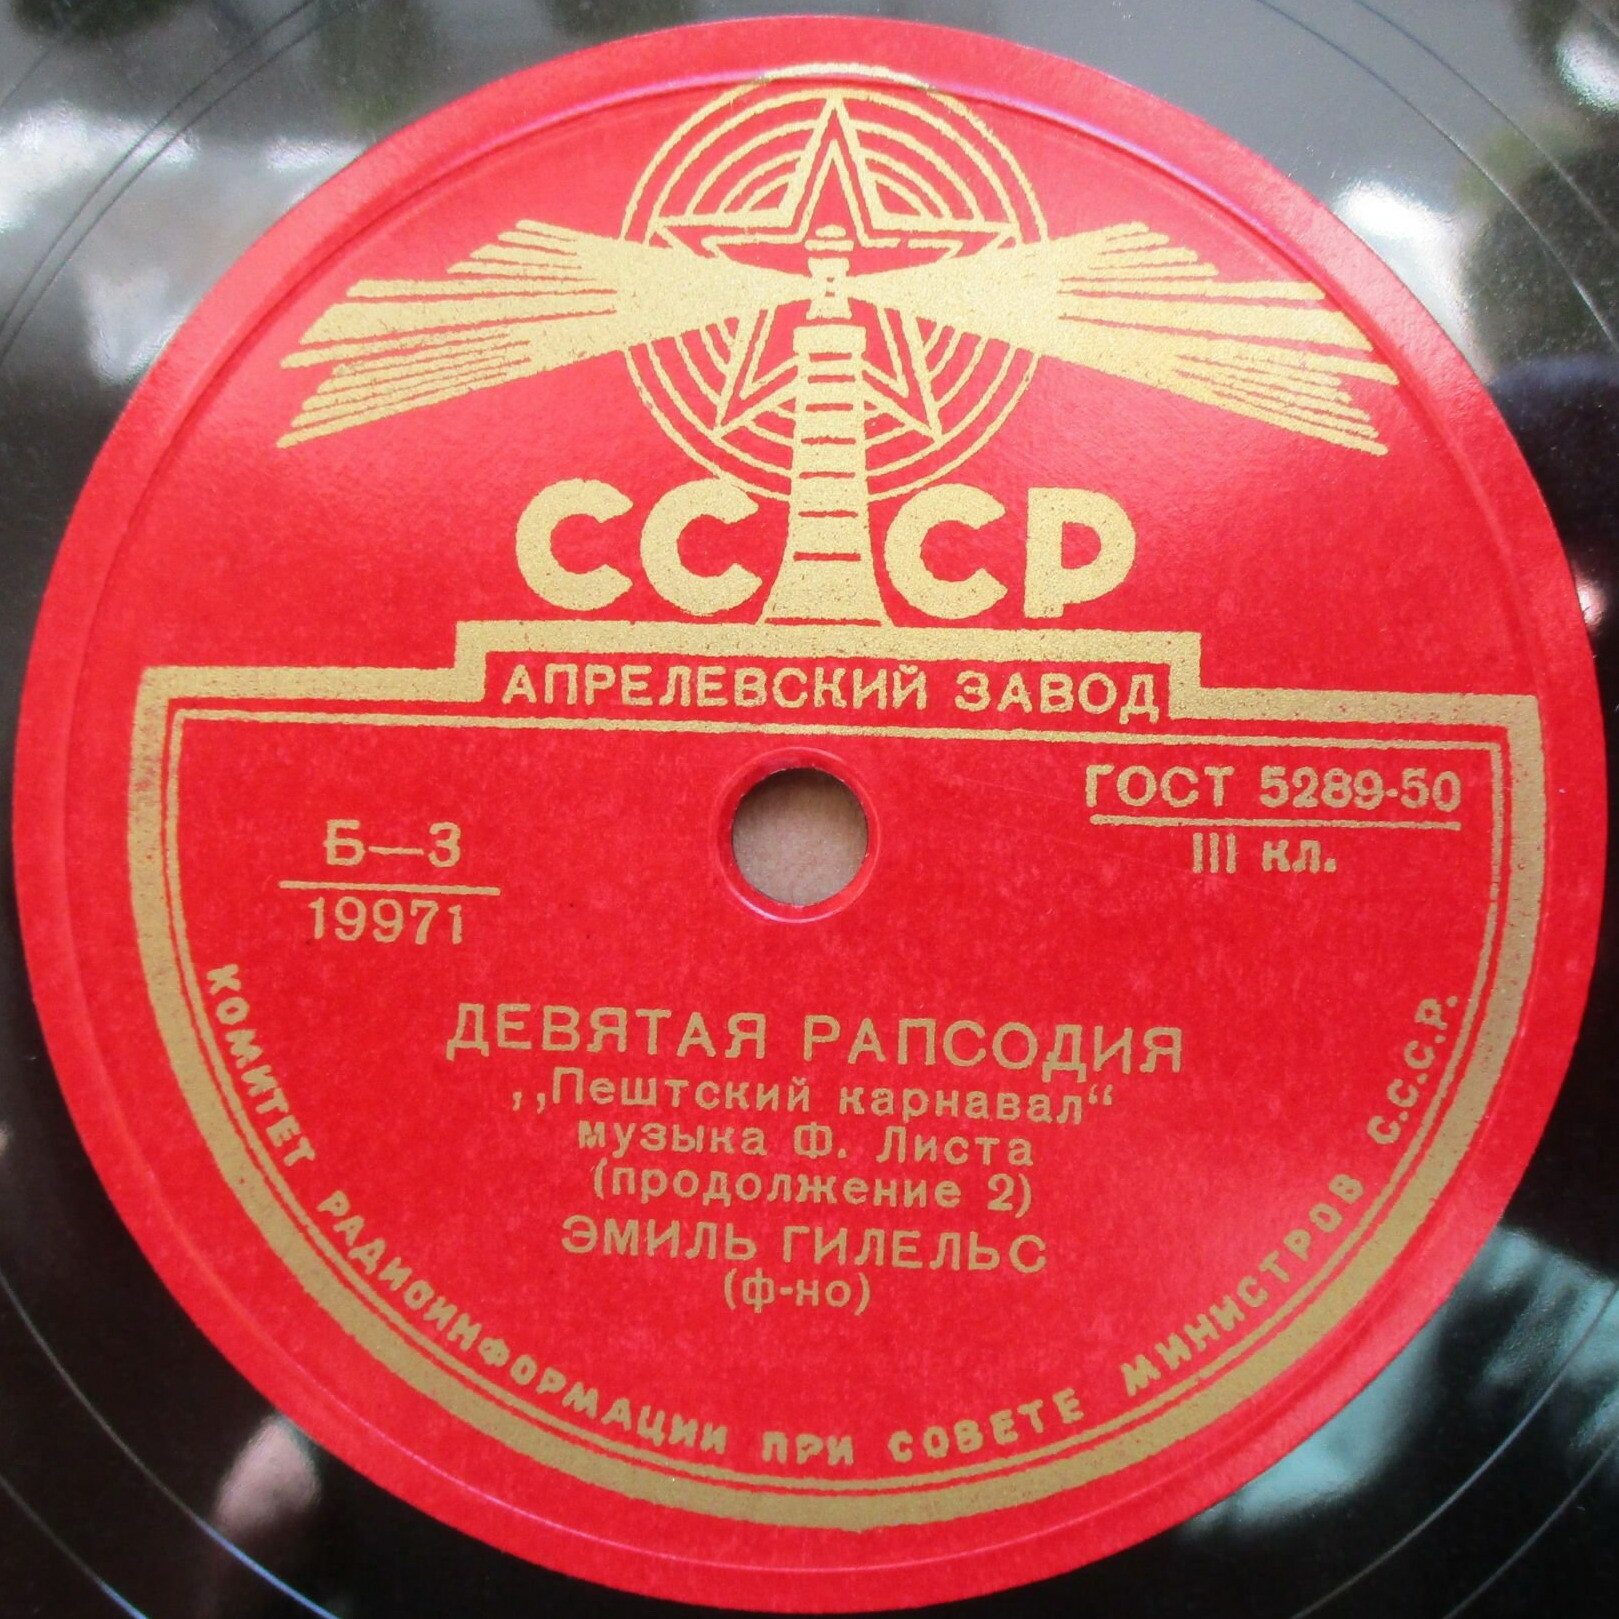 СССР
АПРЕЛЕВСКИЙ ЗАВОД
ГОСТ 5289-50
III кл.
Б—3
19971
ДЕВЯТАЯ РАПСОДИЯ
„Пештский карнавал“
музыка Ф. Листа
(продолжение 2)
ЭМИЛЬ ГИЛЕЛЬС
(ф-но)
КОМИТЕТ РАДИОИНФОРМАЦИИ ПРИ СОВЕТЕ МИНИСТРОВ С.С.С.Р.